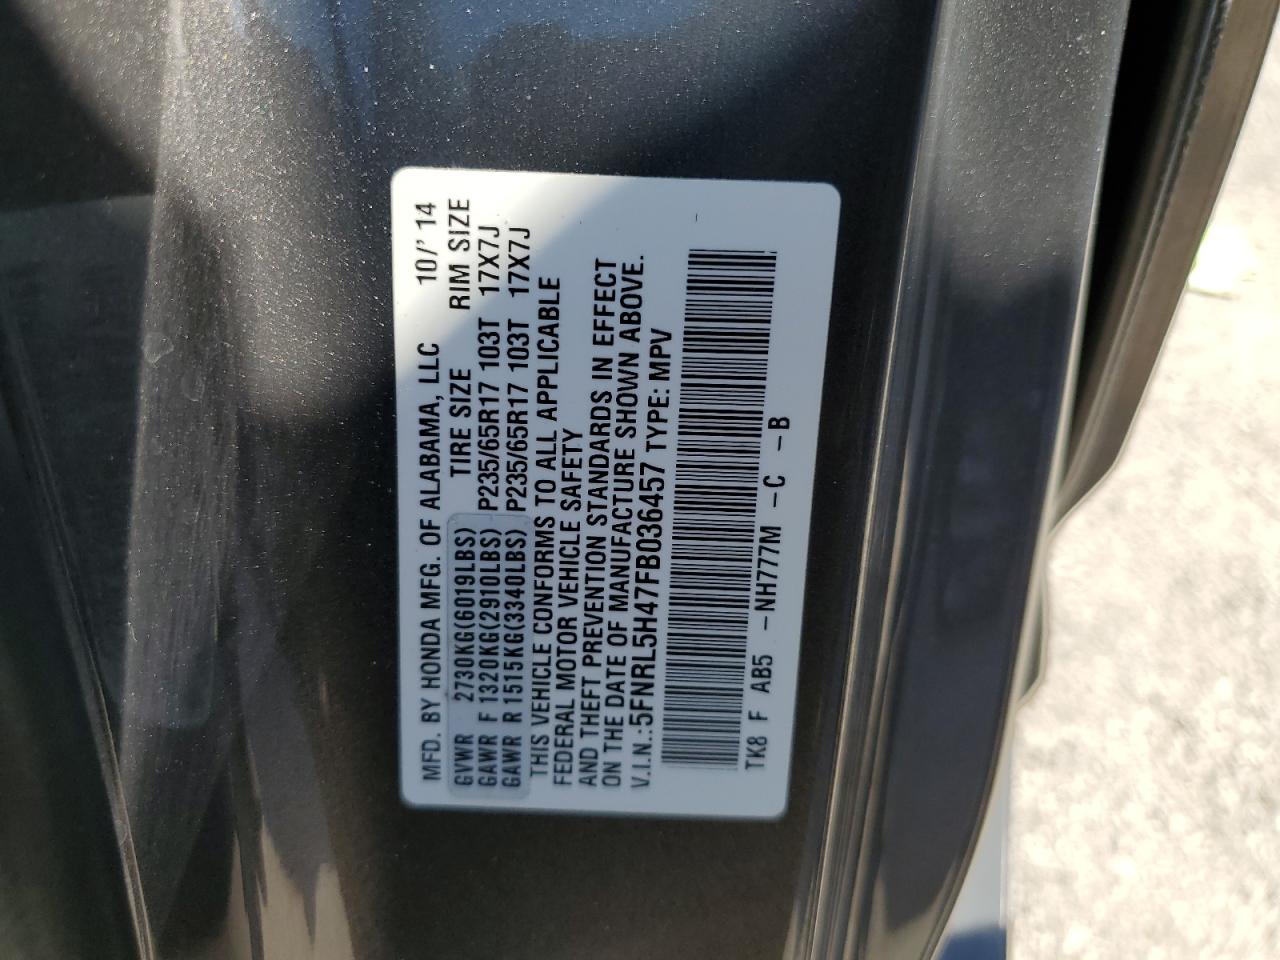 MFD. BY HONDA MFG. OF ALABAMA, LLC 10/' 14
GVWR 2730KG(6019LBS) TIRE SIZE RIM SIZE
GAWR F 1320KG(2910LBS) P235/65R17 103T 17X7J
GAWR R 1515KG(3340LBS) P235/65R17 103T 17X7J
THIS VEHICLE CONFORMS TO ALL APPLICABLE
FEDERAL MOTOR VEHICLE SAFETY
AND THEFT PREVENTION STANDARDS IN EFFECT
ON THE DATE OF MANUFACTURE SHOWN ABOVE.
V.I.N.:5FNRL5H47FB036457 TYPE: MPV
TK8 F AB5 -NH777M -C -B